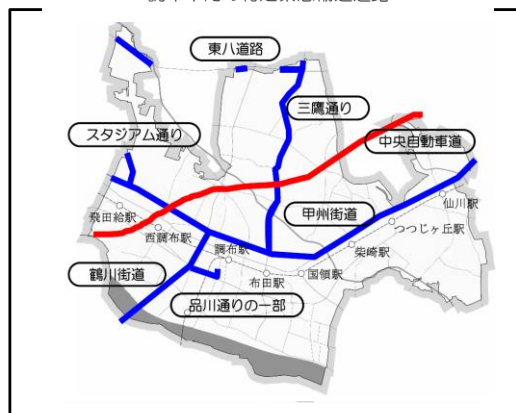 東八道路
三鷹通り
スタジアム通り
中央自動車道
仙川駅
甲州街道
つつじヶ丘駅
飛田給駅
西調布駅
柴崎駅
調布駅
国領駅
布田駅
鶴川街道
品川通りの一部